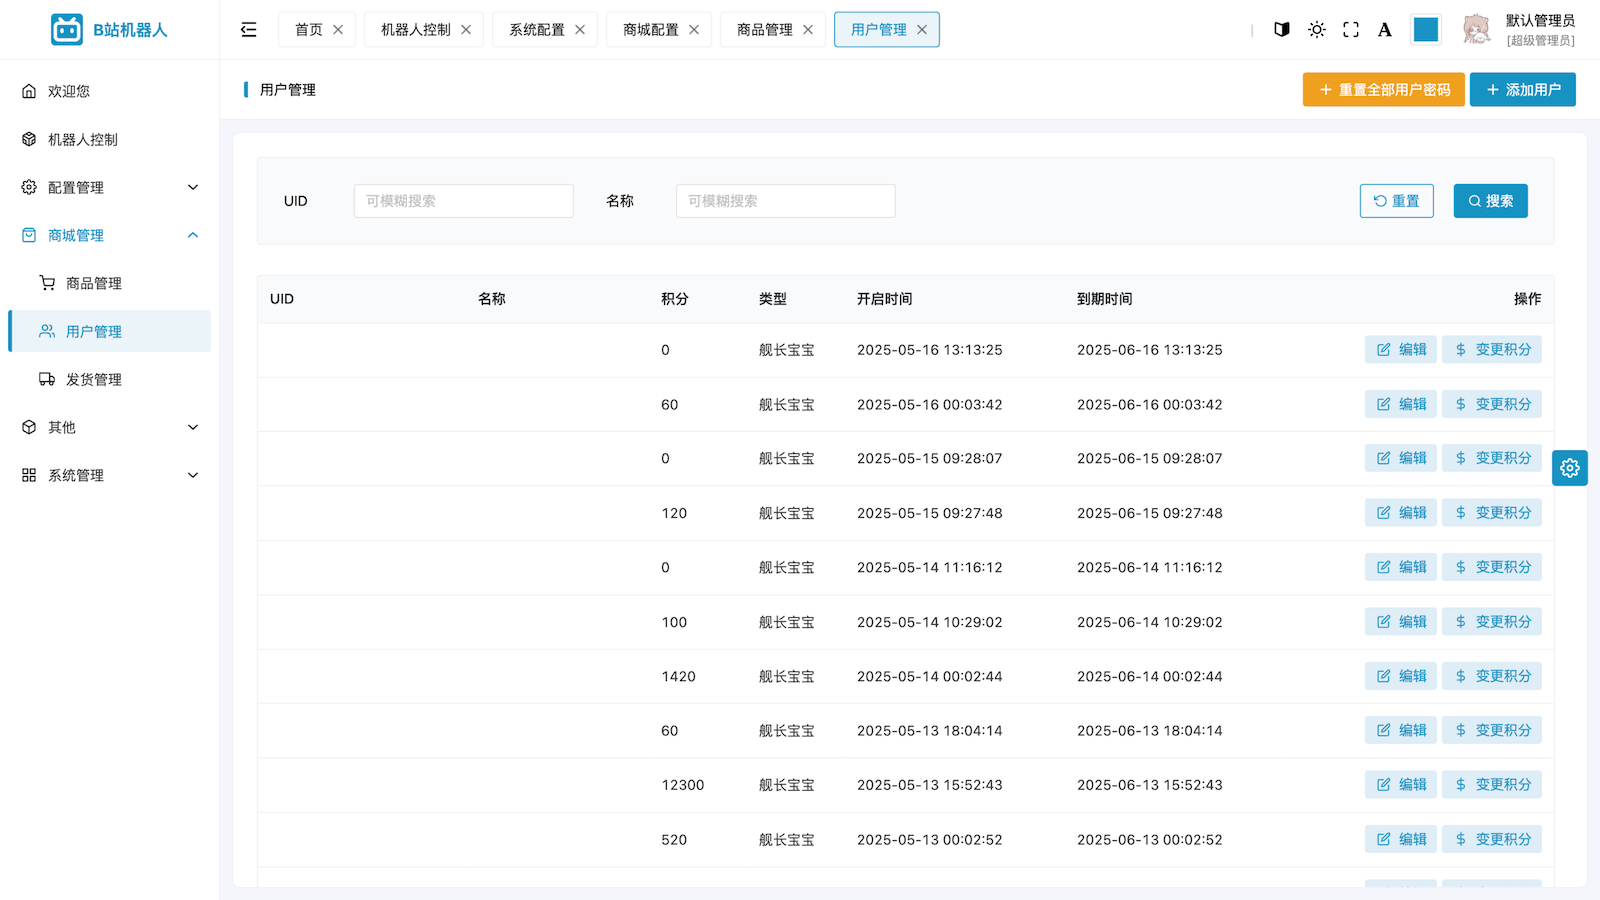 B站机器人
首页
机器人控制
系统配置
商城配置
商品管理
用户管理
A
默认管理员
[超级管理员]
欢迎您
机器人控制
配置管理
商城管理
商品管理
用户管理
发货管理
其他
系统管理
用户管理
重置全部用户密码
添加用户
UID 可模糊搜索 名称 可模糊搜索 重置 搜索
UID 名称 积分 类型 开启时间 到期时间 操作
0 舰长宝宝 2025-05-16 13:13:25 2025-06-16 13:13:25 编辑 $ 变更积分
60 舰长宝宝 2025-05-16 00:03:42 2025-06-16 00:03:42 编辑 $ 变更积分
0 舰长宝宝 2025-05-15 09:28:07 2025-06-15 09:28:07 编辑 $ 变更积分
120 舰长宝宝 2025-05-15 09:27:48 2025-06-15 09:27:48 编辑 $ 变更积分
0 舰长宝宝 2025-05-14 11:16:12 2025-06-14 11:16:12 编辑 $ 变更积分
100 舰长宝宝 2025-05-14 10:29:02 2025-06-14 10:29:02 编辑 $ 变更积分
1420 舰长宝宝 2025-05-14 00:02:44 2025-06-14 00:02:44 编辑 $ 变更积分
60 舰长宝宝 2025-05-13 18:04:14 2025-06-13 18:04:14 编辑 $ 变更积分
12300 舰长宝宝 2025-05-13 15:52:43 2025-06-13 15:52:43 编辑 $ 变更积分
520 舰长宝宝 2025-05-13 00:02:52 2025-06-13 00:02:52 编辑 $ 变更积分